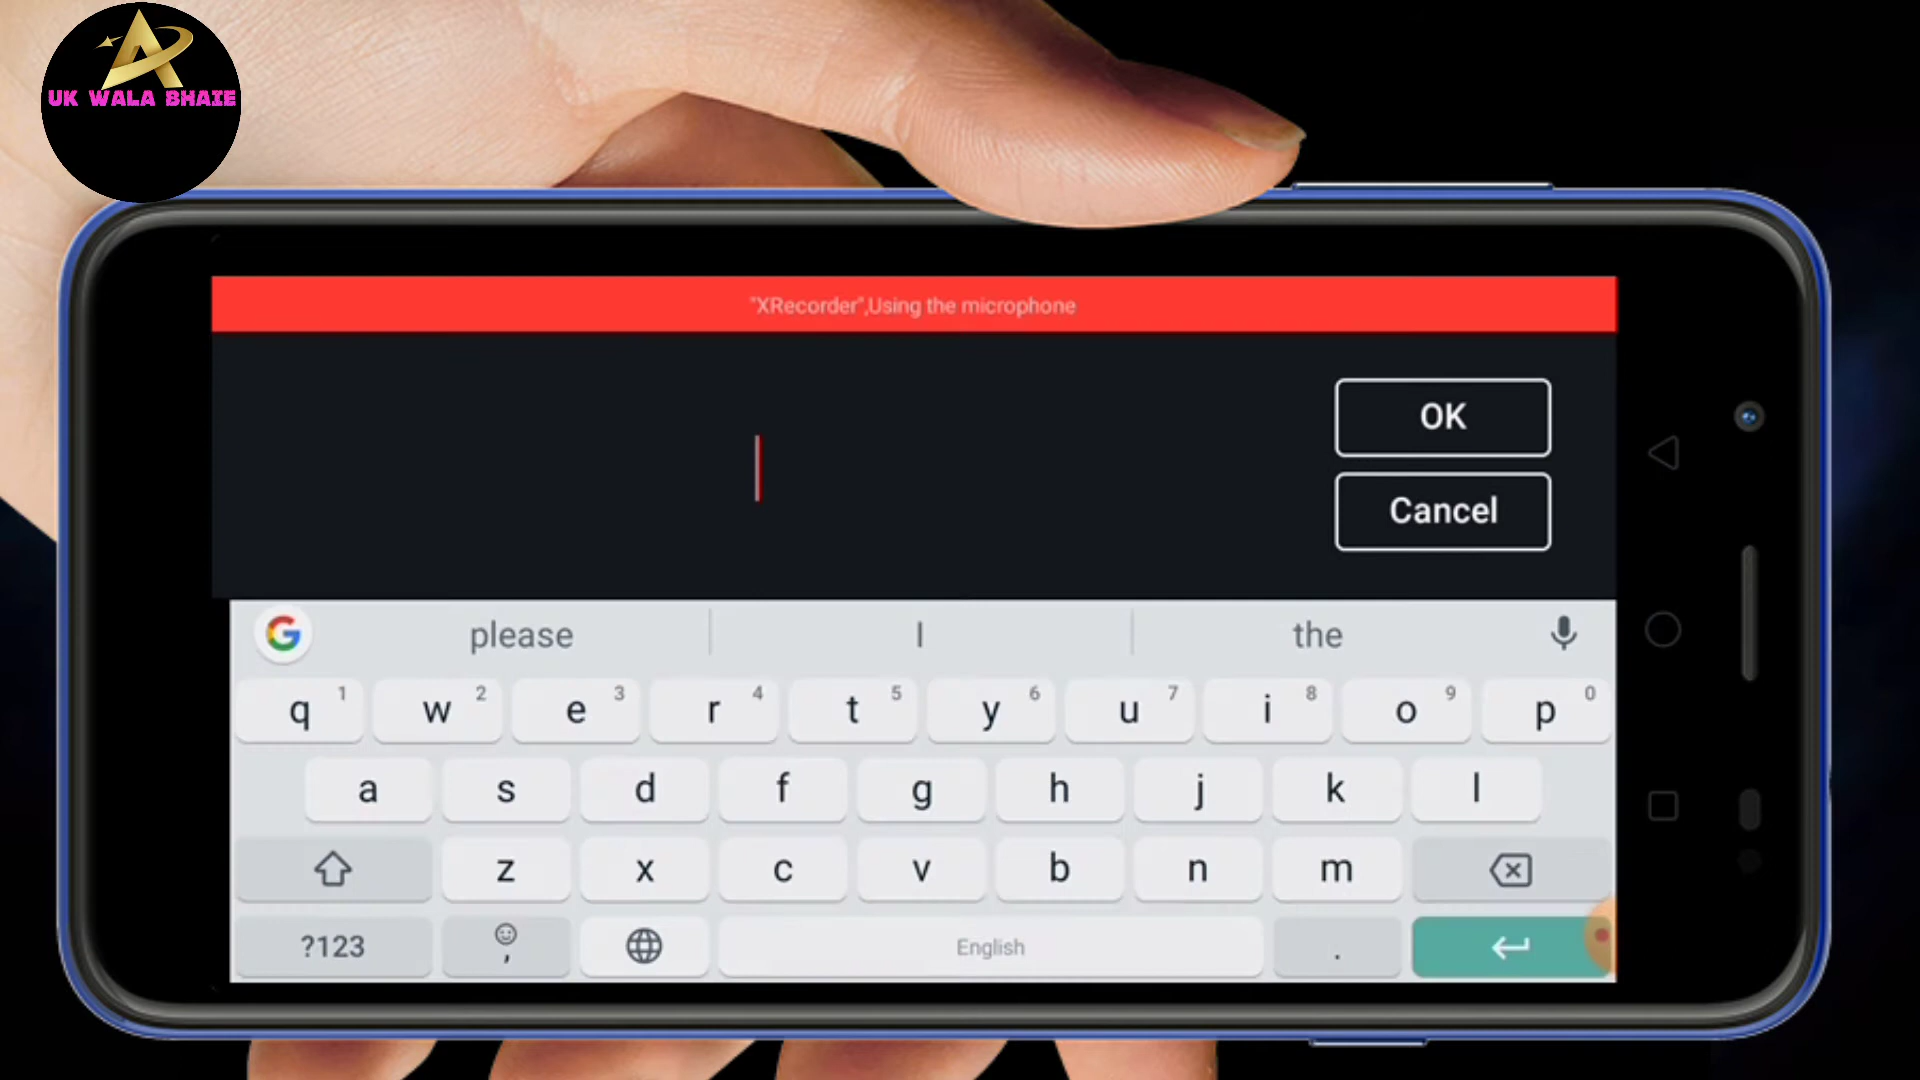 UK WALA BHAIE
"XRecorder",Using the microphone
OK
Cancel
please I the
q 1 w 2 e 3 r 4 t 5 y 6 u 7 i 8 o 9 p 0
a s d f g h j k l
z x c v b n m
?123 , English .